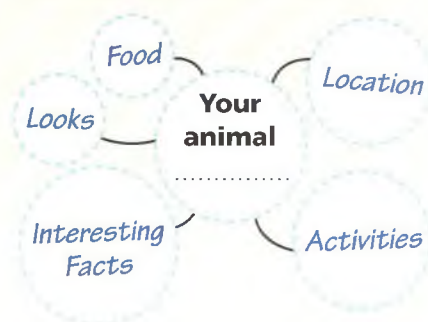 Food
Location
Your
animal
....................
Looks
Interesting
Facts
Activities